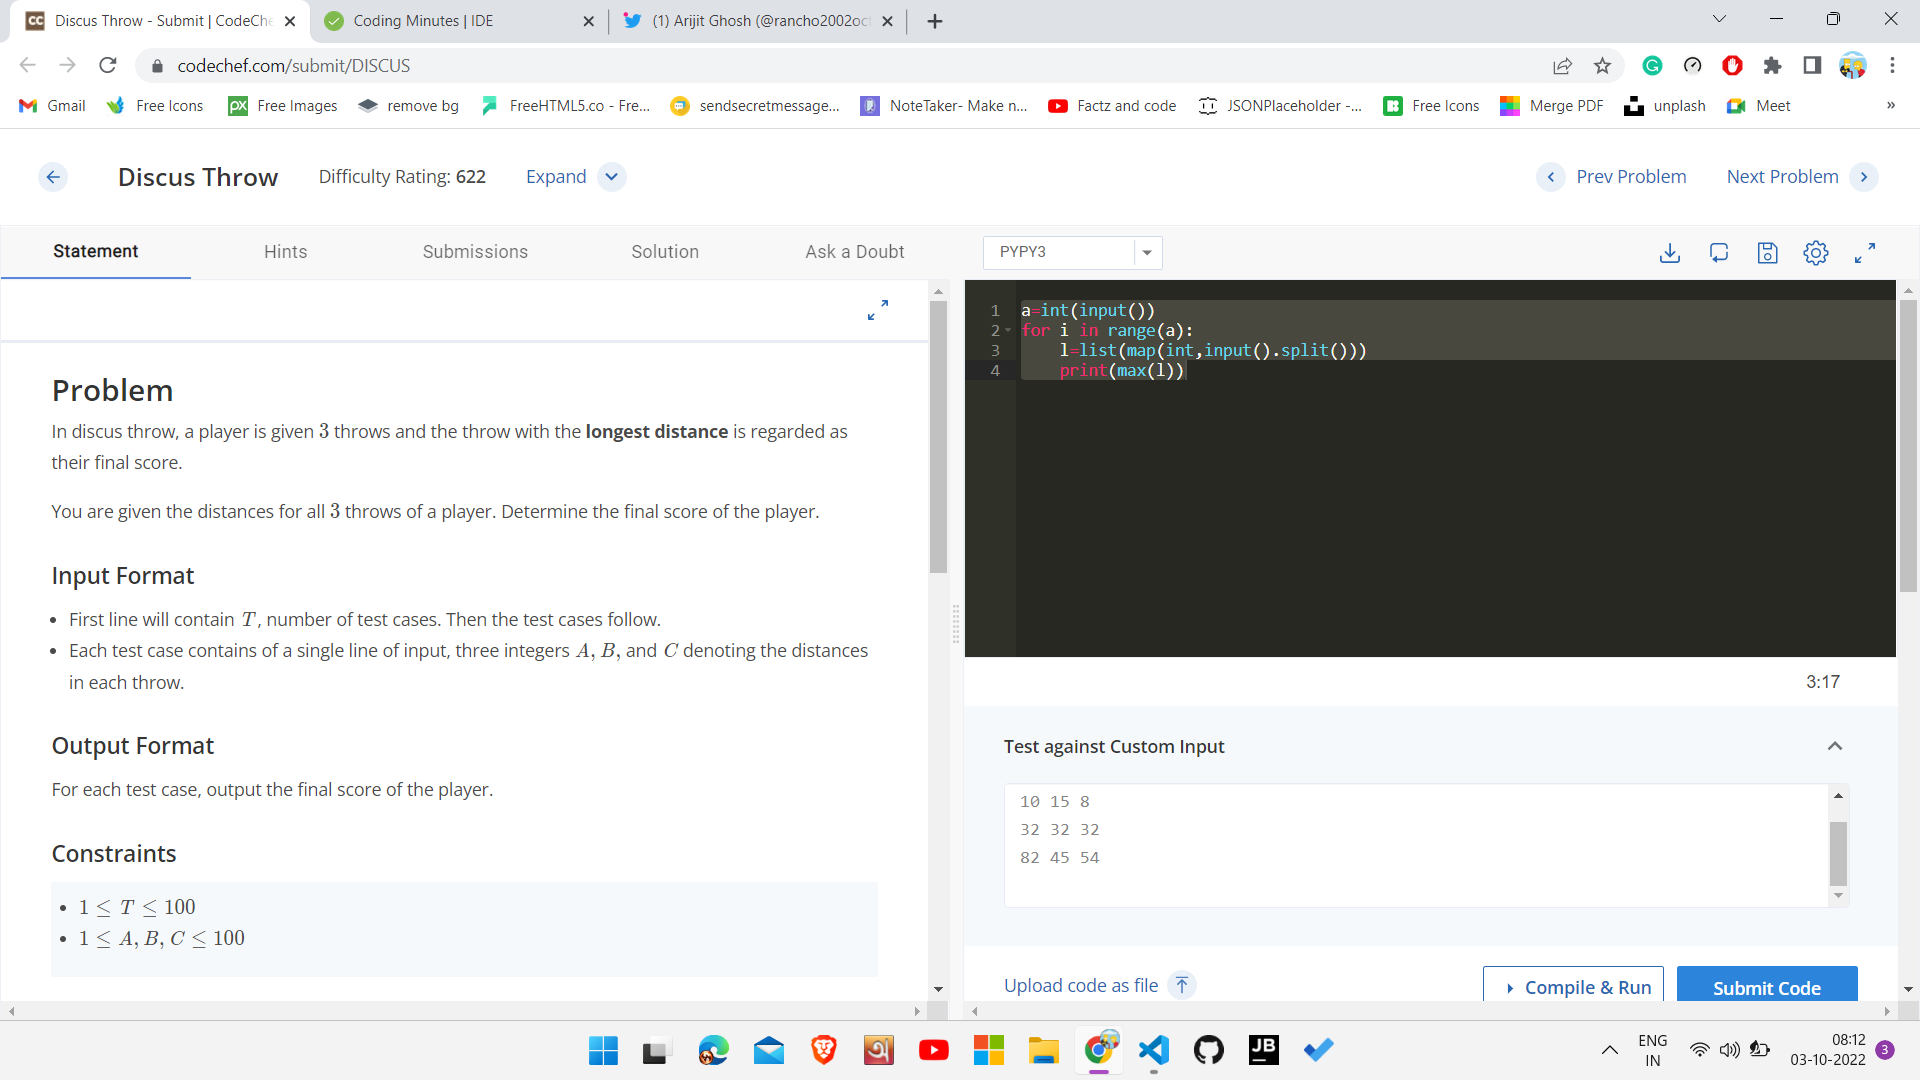 Discus Throw - Submit | CodeChe
Coding Minutes | IDE
(1) Arijit Ghosh (@rancho2002oct
codechef.com/submit/DISCUS
Gmail
Free Icons
Free Images
remove bg
FreeHTML5.co - Fre...
sendsecretmessage...
NoteTaker- Make n...
Factz and code
JSONPlaceholder -...
Free Icons
Merge PDF
unplash
Meet
»
Discus Throw
Difficulty Rating: 622
Expand
Prev Problem
Next Problem
Statement
Hints
Submissions
Solution
Ask a Doubt
PYPY3
Problem
In discus throw, a player is given 3 throws and the throw with the longest distance is regarded as
their final score.
You are given the distances for all 3 throws of a player. Determine the final score of the player.
Input Format
• First line will contain T, number of test cases. Then the test cases follow.
• Each test case contains of a single line of input, three integers A, B, and C denoting the distances
in each throw.
Output Format
For each test case, output the final score of the player.
Constraints
• 1 ≤ T ≤ 100
• 1 ≤ A, B, C ≤ 100
1 a=int(input())
2 for i in range(a):
3     l=list(map(int,input().split()))
4     print(max(l))
3:17
Test against Custom Input
10 15 8
32 32 32
82 45 54
Upload code as file
Compile & Run
Submit Code
ENG
IN
08:12
03-10-2022
3